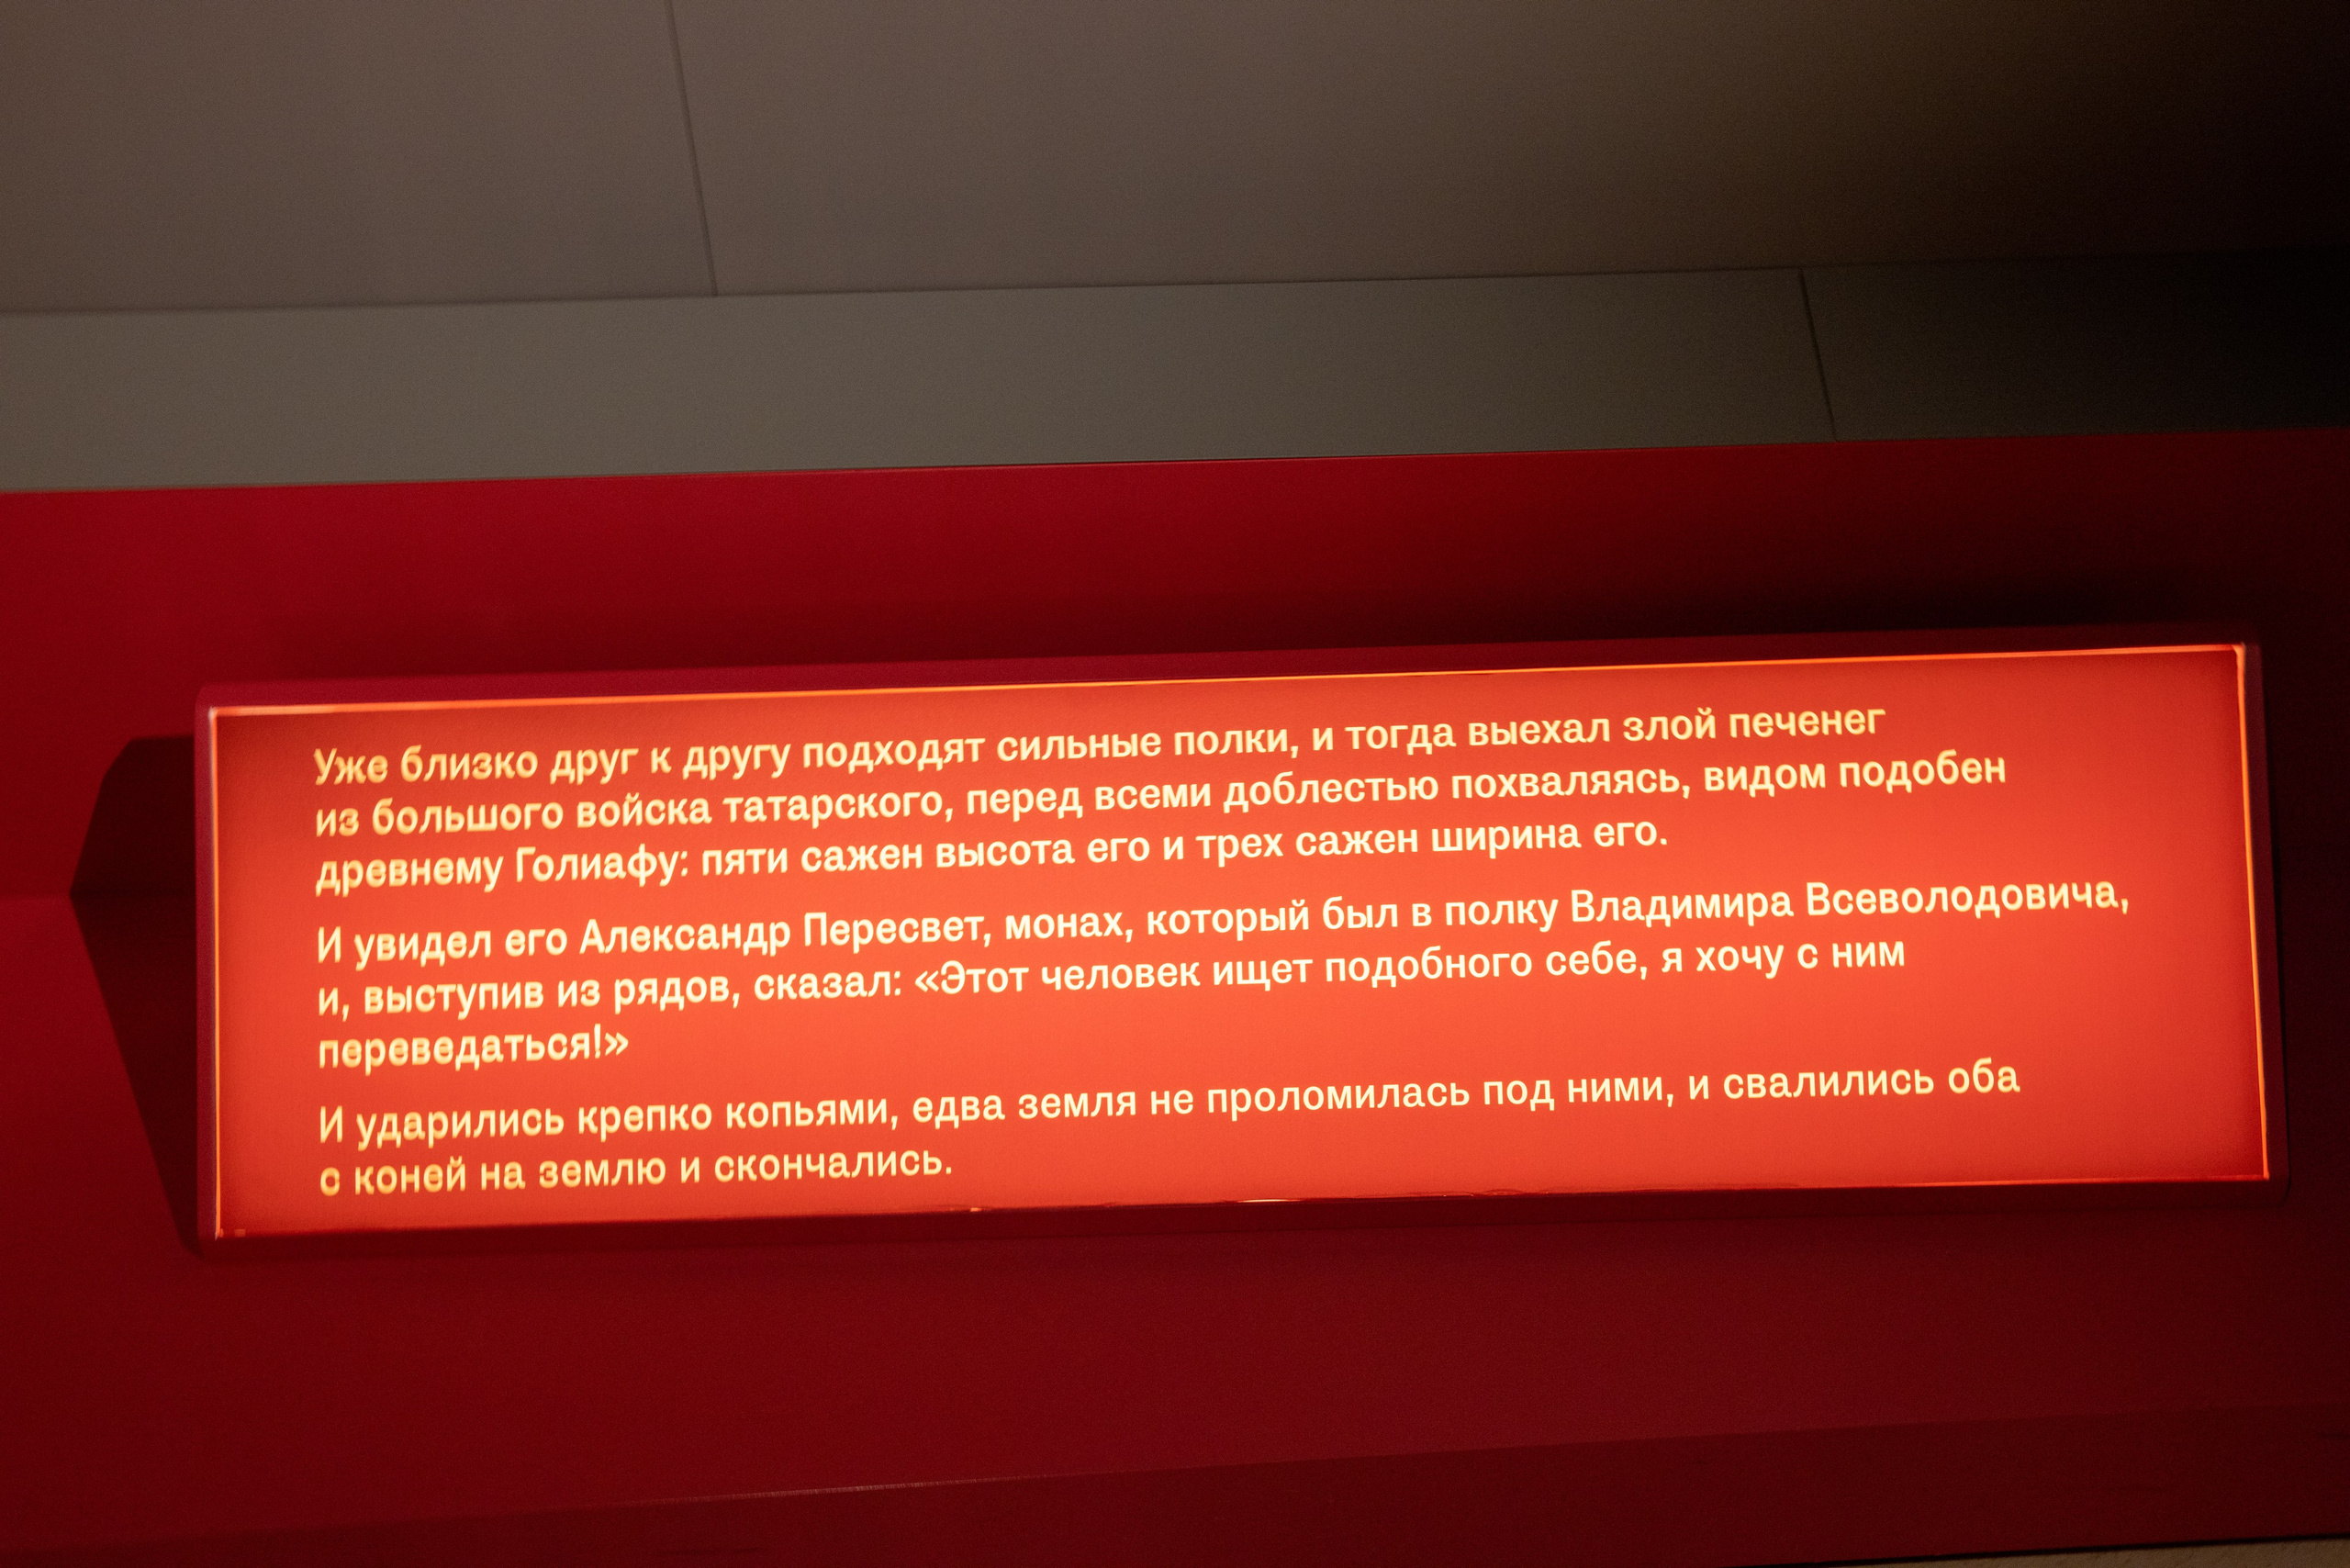 Уже близко друг к другу подходят сильные полки, и тогда выехал злой печенег
из большого войска татарского, перед всеми доблестью похваляясь, видом подобен
древнему Голиафу: пяти сажен высота его и трех сажен ширина его.
И увидел его Александр Пересвет, монах, который был в полку Владимира Всеволодовича,
и, выступив из рядов, сказал: «Этот человек ищет подобного себе, я хочу с ним
переведаться!»
И ударились крепко копьями, едва земля не проломилась под ними, и свалились оба
с коней на землю и скончались.